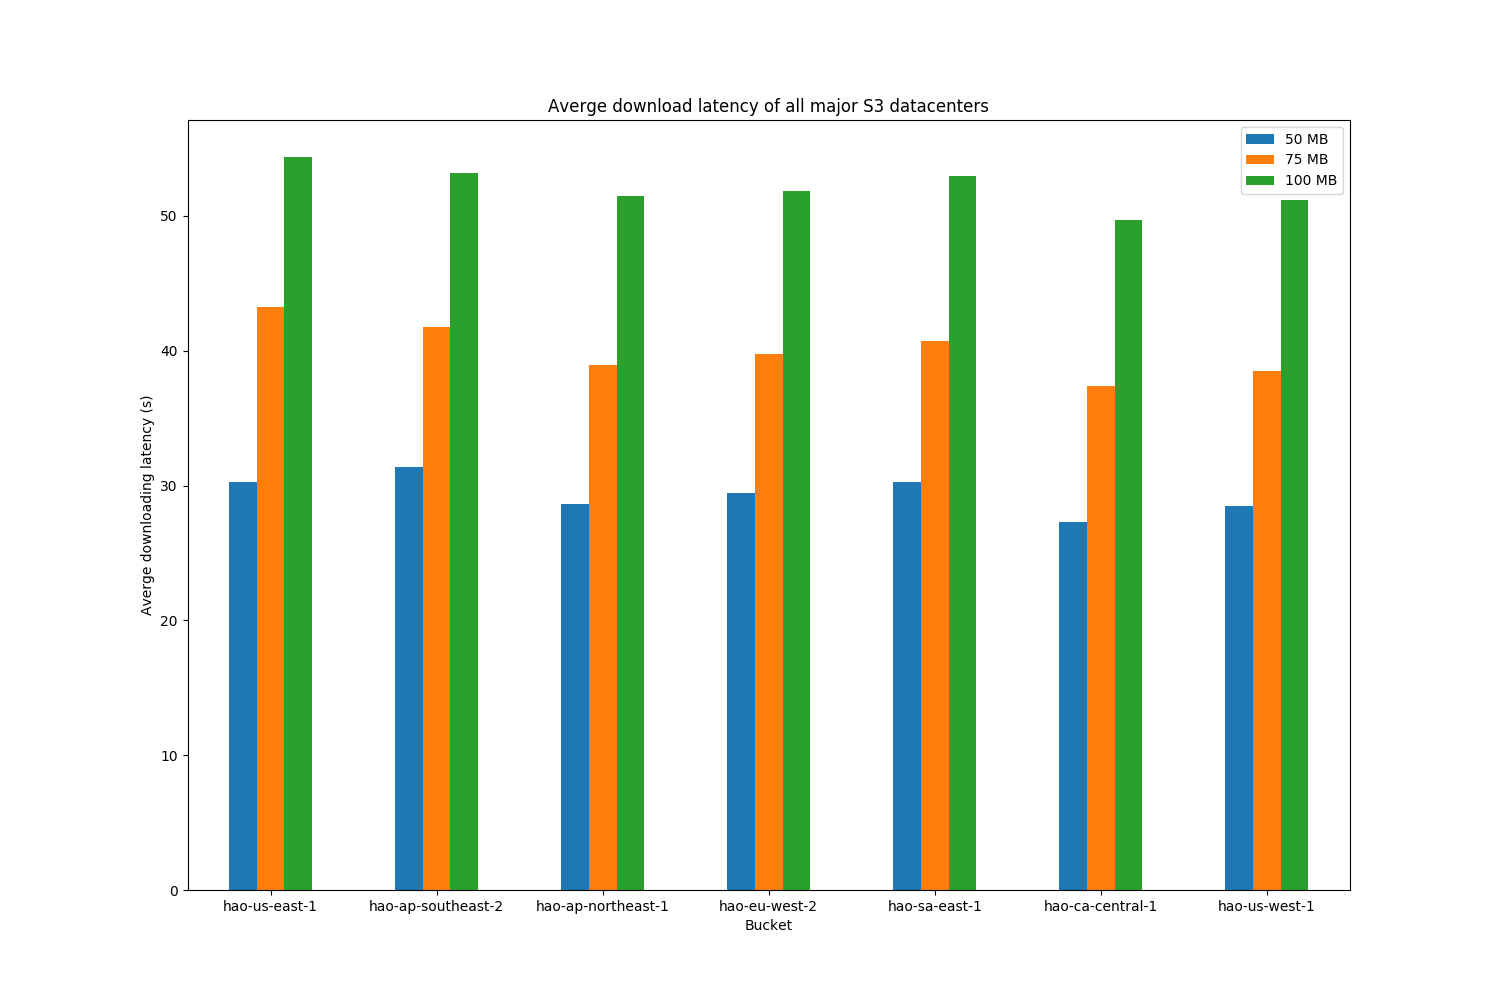 Averge download latency of all major S3 datacenters
50 MB
75 MB
100 MB
Averge downloading latency (s)
50
40
30
20
10
0
hao-us-east-1
hao-ap-southeast-2
hao-ap-northeast-1
hao-eu-west-2
hao-sa-east-1
hao-ca-central-1
hao-us-west-1
Bucket